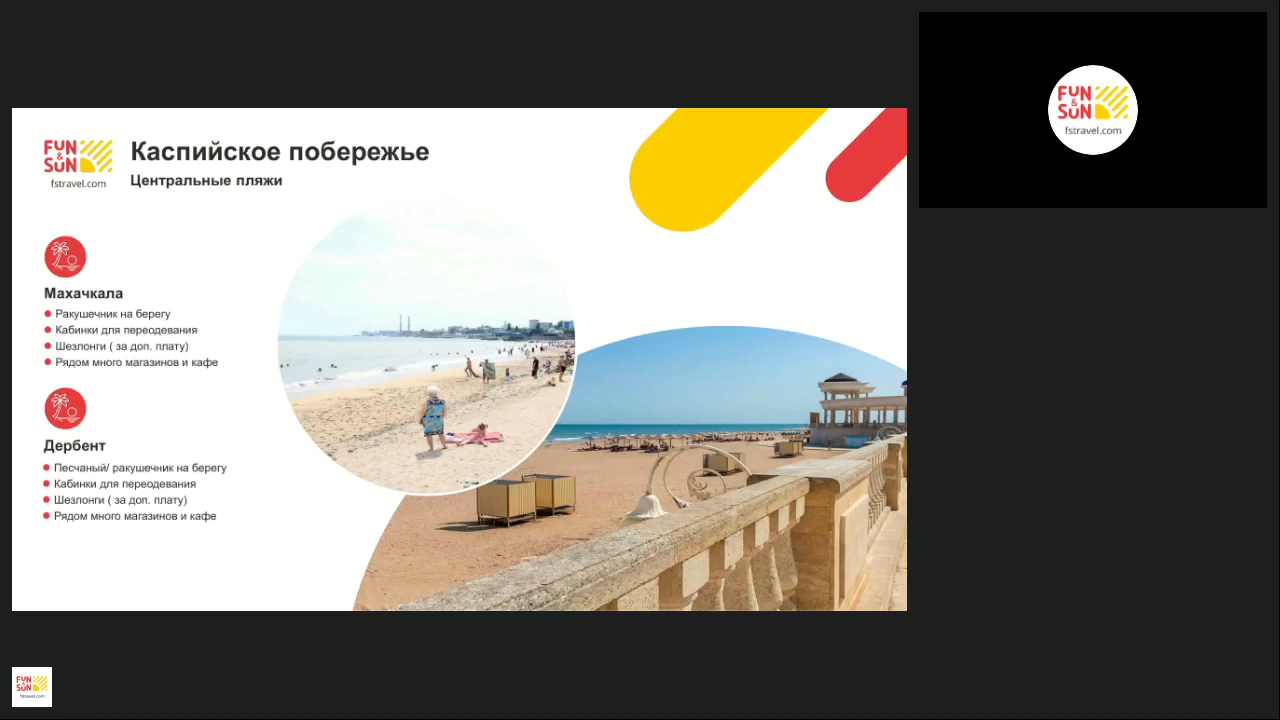 FUN
&
SUN
fstravel.com
Каспийское побережье
Центральные пляжи
Махачкала
Ракушечник на берегу
Кабинки для переодевания
Шезлонги ( за доп. плату)
Рядом много магазинов и кафе
Дербент
Песчаный/ ракушечник на берегу
Кабинки для переодевания
Шезлонги ( за доп. плату)
Рядом много магазинов и кафе
FUN
&
SUN
fstravel.com
FUN
&
SUN
fstravel.com